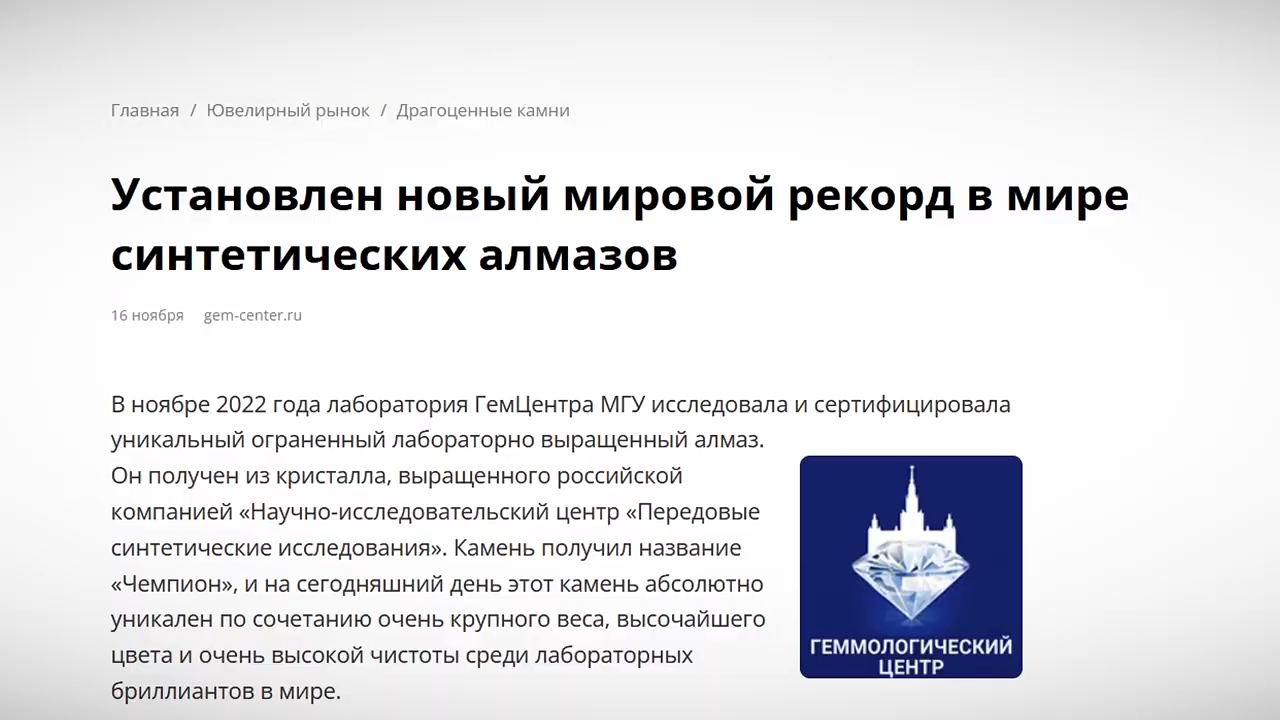 Главная / Ювелирный рынок / Драгоценные камни
Установлен новый мировой рекорд в мире
синтетических алмазов
16 ноября gem-center.ru
В ноябре 2022 года лаборатория ГемЦентра МГУ исследовала и сертифицировала
уникальный ограненный лабораторно выращенный алмаз.
Он получен из кристалла, выращенного российской
компанией «Научно-исследовательский центр «Передовые
синтетические исследования». Камень получил название
«Чемпион», и на сегодняшний день этот камень абсолютно
уникален по сочетанию очень крупного веса, высочайшего
цвета и очень высокой чистоты среди лабораторных
бриллиантов в мире.
ГЕММОЛОГИЧЕСКИЙ
ЦЕНТР